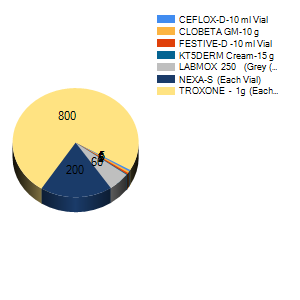 CEFLOX-D-10 ml Vial
CLOBETA GM-10 g
FESTIVE-D -10 ml Vial
KT5DERM Cream-15 g
LABMOX 250 (Grey (...
NEXA-S (Each Vial)
TROXONE - 1g (Each...
800
60
200